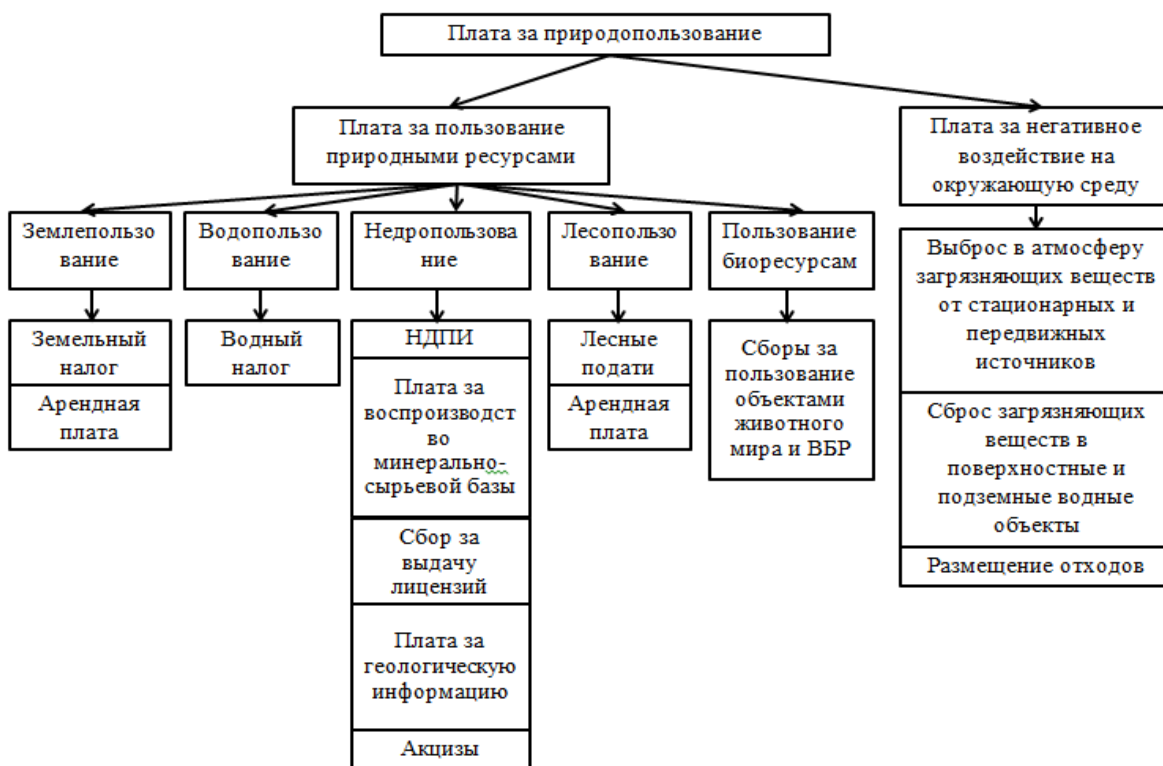 Плата за природопользование
Плата за пользование
природными ресурсами
Плата за негативное
воздействие на
окружающую среду
Землепользо
вание
Водопользо
вание
Недропользова
ние
Лесопользо
вание
Пользование
биоресурсам
Земельный
налог
Арендная
плата
Водный
налог
НДПИ
Плата за
воспроизводст
во
минерально-
сырьевой базы
Сбор за
выдачу
лицензий
Плата за
геологическую
информацию
Акцизы
Лесные
подати
Арендная
плата
Сборы за
пользование
объектами
животного
мира и ВБР
Выброс в атмосферу
загрязняющих веществ
от стационарных и
передвижных
источников
Сброс загрязняющих
веществ в
поверхностные и
подземные водные
объекты
Размещение отходов